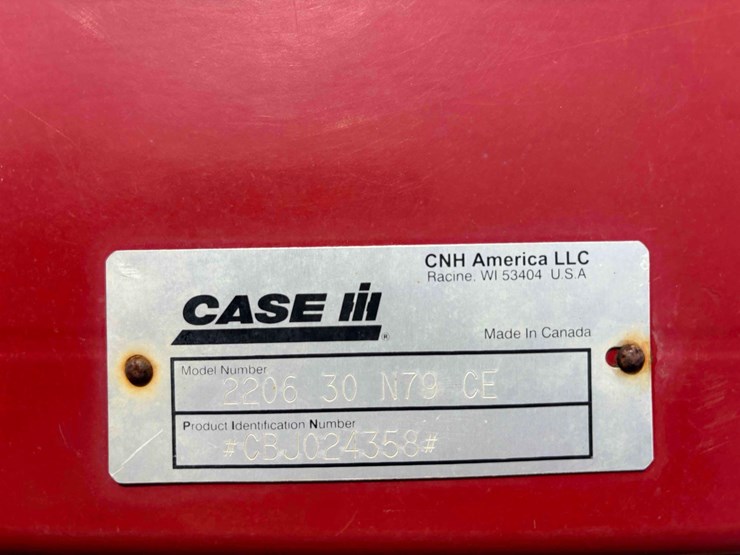 CNH America LLC
Racine, WI 53404 U.S.A
CASE IH
®
Made In Canada
Model Number
2206 30 N79 CE
Product Identification Number
#CBJ024358#